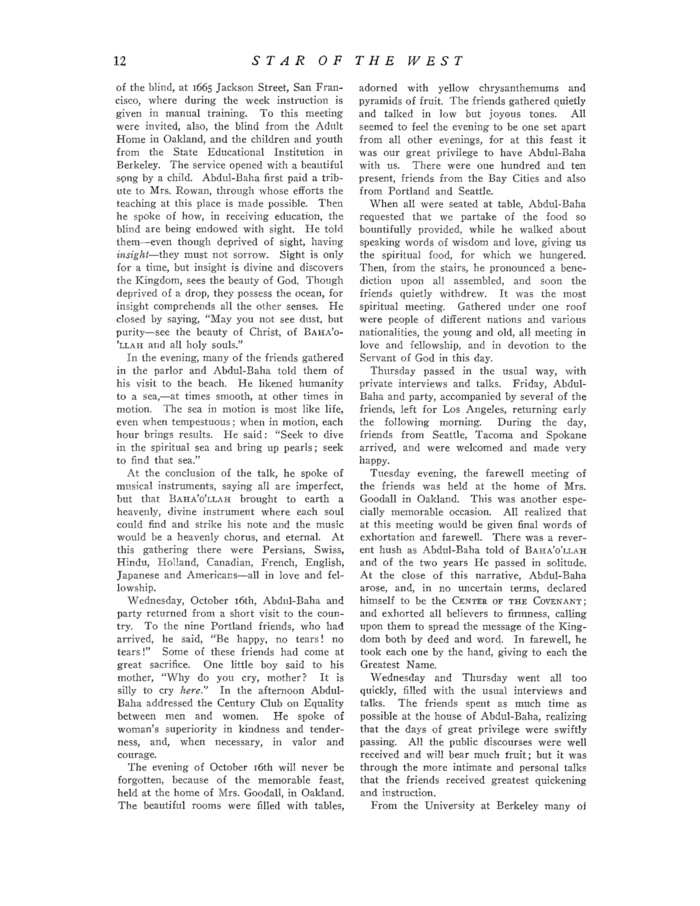 12
STAR OF THE WEST
of the blind, at 1665 Jackson Street, San Fran-
cisco, where during the week instruction is
given in manual training. To this meeting
were invited, also, the blind from the Adult
Home in Oakland, and the children and youth
from the State Educational Institution in
Berkeley. The service opened with a beautiful
song by a child. Abdul-Baha first paid a trib-
ute to Mrs. Rowan, through whose efforts the
teaching at this place is made possible. Then
he spoke of how, in receiving education, the
blind are being endowed with sight. He told
them—even though deprived of sight, having
insight—they must not sorrow. Sight is only
for a time, but insight is divine and discovers
the Kingdom, sees the beauty of God. Though
deprived of a drop, they possess the ocean, for
insight comprehends all the other senses. He
closed by saying, "May you not see dust, but
purity—see the beauty of Christ, of BAHA'O-
'LLAH and all holy souls."
In the evening, many of the friends gathered
in the parlor and Abdul-Baha told them of
his visit to the beach. He likened humanity
to a sea,—at times smooth, at other times in
motion. The sea in motion is most like life,
even when tempestuous; when in motion, each
hour brings results. He said: "Seek to dive
in the spiritual sea and bring up pearls; seek
to find that sea."
At the conclusion of the talk, he spoke of
musical instruments, saying all are imperfect,
but that BAHA'O'LLAH brought to earth a
heavenly, divine instrument where each soul
could find and strike his note and the music
would be a heavenly chorus, and eternal. At
this gathering there were Persians, Swiss,
Hindu, Holland, Canadian, French, English,
Japanese and Americans—all in love and fel-
lowship.
Wednesday, October 16th, Abdul-Baha and
party returned from a short visit to the coun-
try. To the nine Portland friends, who had
arrived, he said, "Be happy, no tears! no
tears!" Some of these friends had come at
great sacrifice. One little boy said to his
mother, "Why do you cry, mother? It is
silly to cry here." In the afternoon Abdul-
Baha addressed the Century Club on Equality
between men and women. He spoke of
woman's superiority in kindness and tender-
ness, and, when necessary, in valor and
courage.
The evening of October 16th will never be
forgotten, because of the memorable feast,
held at the home of Mrs. Goodall, in Oakland.
The beautiful rooms were filled with tables,
adorned with yellow chrysanthemums and
pyramids of fruit. The friends gathered quietly
and talked in low but joyous tones. All
seemed to feel the evening to be one set apart
from all other evenings, for at this feast it
was our great privilege to have Abdul-Baha
with us. There were one hundred and ten
present, friends from the Bay Cities and also
from Portland and Seattle.
When all were seated at table, Abdul-Baha
requested that we partake of the food so
bountifully provided, while he walked about
speaking words of wisdom and love, giving us
the spiritual food, for which we hungered.
Then, from the stairs, he pronounced a bene-
diction upon all assembled, and soon the
friends quietly withdrew. It was the most
spiritual meeting. Gathered under one roof
were people of different nations and various
nationalities, the young and old, all meeting in
love and fellowship, and in devotion to the
Servant of God in this day.
Thursday passed in the usual way, with
private interviews and talks. Friday, Abdul-
Baha and party, accompanied by several of the
friends, left for Los Angeles, returning early
the following morning. During the day,
friends from Seattle, Tacoma and Spokane
arrived, and were welcomed and made very
happy.
Tuesday evening, the farewell meeting of
the friends was held at the home of Mrs.
Goodall in Oakland. This was another espe-
cially memorable occasion. All realized that
at this meeting would be given final words of
exhortation and farewell. There was a rever-
ent hush as Abdul-Baha told of BAHA'O'LLAH
and of the two years He passed in solitude.
At the close of this narrative, Abdul-Baha
arose, and, in no uncertain terms, declared
himself to be the CENTER OF THE COVENANT;
and exhorted all believers to firmness, calling
upon them to spread the message of the King-
dom both by deed and word. In farewell, he
took each one by the hand, giving to each the
Greatest Name.
Wednesday and Thursday went all too
quickly, filled with the usual interviews and
talks. The friends spent as much time as
possible at the house of Abdul-Baha, realizing
that the days of great privilege were swiftly
passing. All the public discourses were well
received and will bear much fruit; but it was
through the more intimate and personal talks
that the friends received greatest quickening
and instruction.
From the University at Berkeley many of